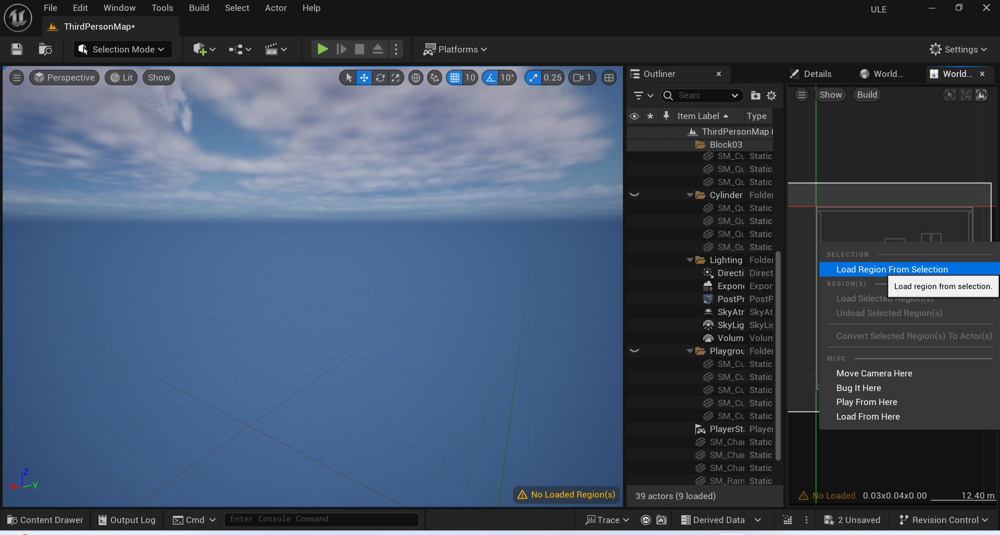 File Edit Window Tools Build Select Actor Help
ULE
ThirdPersonMap*
Selection Mode
Platforms
Settings
Perspective Lit Show
10 10° 0.25 1
Outliner
Details World... World...
Searc
Show Build
Item Label Type
ThirdPersonMap (
Block03
SM_Cu Static
SM_Qu Static
SM_Qu Static
Cylinder Folder
SM_Qu Static
SM_Qu Static
SM_Qu Static
SM_Qu Static
Lighting Folder
Directi Direct
Expone Expon
PostPr PostP
SkyAtm SkyAt
SkyLig SkyLig
Volum Volum
Playgrou Folder
SM_Cu Static
SM_Cu Static
SM_Cu Static
SM_Cu Static
SM_Cu Static
PlayerSta Player
SM_Cha Static
SM_Cha Static
SM_Cha Static
SM_Ram Static
39 actors (9 loaded)
SELECTION
Load Region From Selection
REGION(S)
Load region from selection.
Load Selected Region(s)
Unload Selected Region(s)
Convert Selected Region(s) To Actor(s)
MISC
Move Camera Here
Bug It Here
Play From Here
Load From Here
No Loaded 0.03x0.04x0.00 12.40 m
Z
X Y
No Loaded Region(s)
Content Drawer Output Log Cmd Enter Console Command Trace Derived Data 2 Unsaved Revision Control